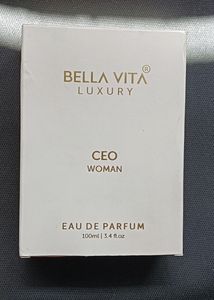 BELLA VITA®
LUXURY
CEO
WOMAN
EAU DE PARFUM
100ml | 3.4 fl.oz